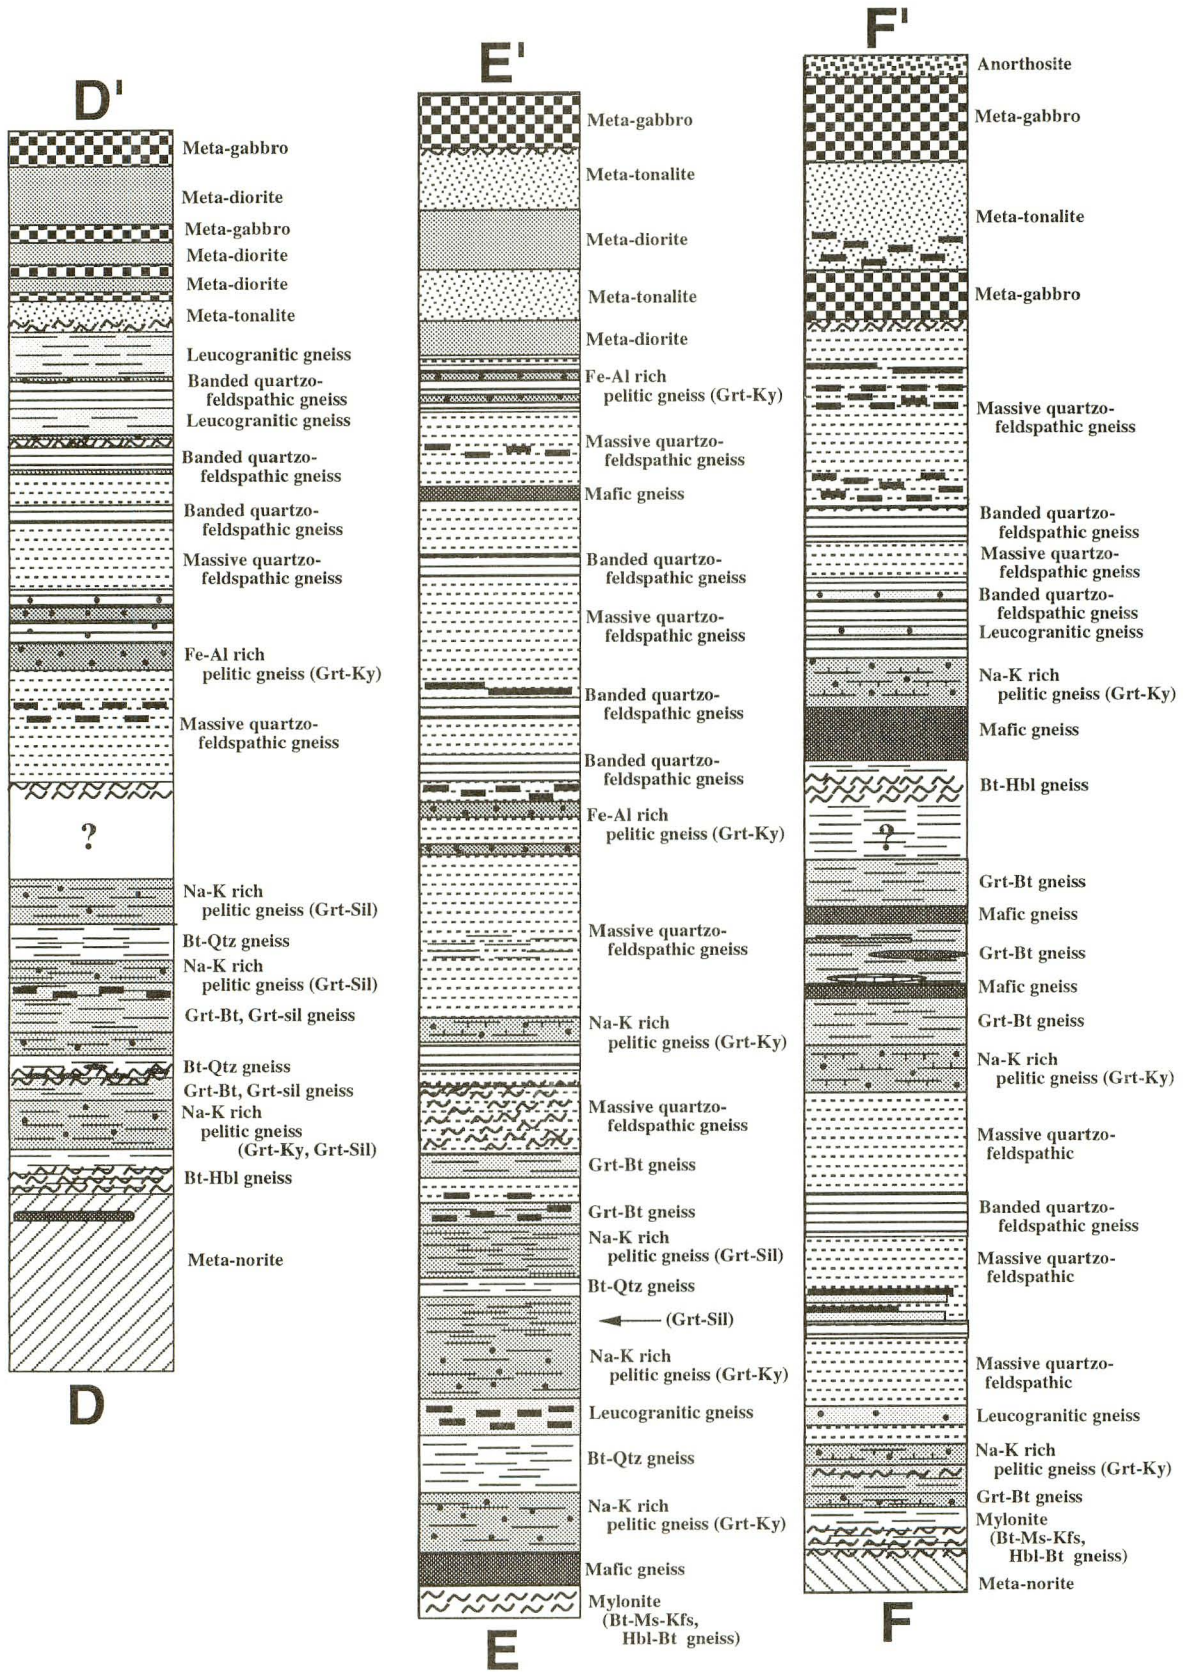 D'
Meta-gabbro
Meta-diorite
Meta-gabbro
Meta-diorite
Meta-diorite
Meta-tonalite
Leucogranitic gneiss
Banded quartzo-
feldspathic gneiss
Leucogranitic gneiss
Banded quartzo-
feldspathic gneiss
Banded quartzo-
feldspathic gneiss
Massive quartzo-
feldspathic gneiss
Fe-Al rich
pelitic gneiss (Grt-Ky)
Massive quartzo-
feldspathic gneiss
?
Na-K rich
pelitic gneiss (Grt-Sil)
Bt-Qtz gneiss
Na-K rich
pelitic gneiss (Grt-Sil)
Grt-Bt, Grt-sil gneiss
Bt-Qtz gneiss
Grt-Bt, Grt-sil gneiss
Na-K rich
pelitic gneiss
(Grt-Ky, Grt-Sil)
Bt-Hbl gneiss
Meta-norite
D
E'
Meta-gabbro
Meta-tonalite
Meta-diorite
Meta-tonalite
Meta-diorite
Fe-Al rich
pelitic gneiss (Grt-Ky)
Massive quartzo-
feldspathic gneiss
Mafic gneiss
Banded quartzo-
feldspathic gneiss
Massive quartzo-
feldspathic gneiss
Banded quartzo-
feldspathic gneiss
Banded quartzo-
feldspathic gneiss
Fe-Al rich
pelitic gneiss (Grt-Ky)
Massive quartzo-
feldspathic gneiss
Na-K rich
pelitic gneiss (Grt-Ky)
Massive quartzo-
feldspathic gneiss
Grt-Bt gneiss
Grt-Bt gneiss
Na-K rich
pelitic gneiss (Grt-Sil)
Bt-Qtz gneiss
(Grt-Sil)
Na-K rich
pelitic gneiss (Grt-Ky)
Leucogranitic gneiss
Bt-Qtz gneiss
Na-K rich
pelitic gneiss (Grt-Ky)
Mafic gneiss
Mylonite
(Bt-Ms-Kfs,
Hbl-Bt gneiss)
E
F'
Anorthosite
Meta-gabbro
Meta-tonalite
Meta-gabbro
Massive quartzo-
feldspathic gneiss
Banded quartzo-
feldspathic gneiss
Massive quartzo-
feldspathic gneiss
Banded quartzo-
feldspathic gneiss
Leucogranitic gneiss
Na-K rich
pelitic gneiss (Grt-Ky)
Mafic gneiss
Bt-Hbl gneiss
?
Grt-Bt gneiss
Mafic gneiss
Grt-Bt gneiss
Mafic gneiss
Grt-Bt gneiss
Na-K rich
pelitic gneiss (Grt-Ky)
Massive quartzo-
feldspathic
Banded quartzo-
feldspathic gneiss
Massive quartzo-
feldspathic
Massive quartzo-
feldspathic
Leucogranitic gneiss
Na-K rich
pelitic gneiss (Grt-Ky)
Grt-Bt gneiss
Mylonite
(Bt-Ms-Kfs,
Hbl-Bt gneiss)
Meta-norite
F